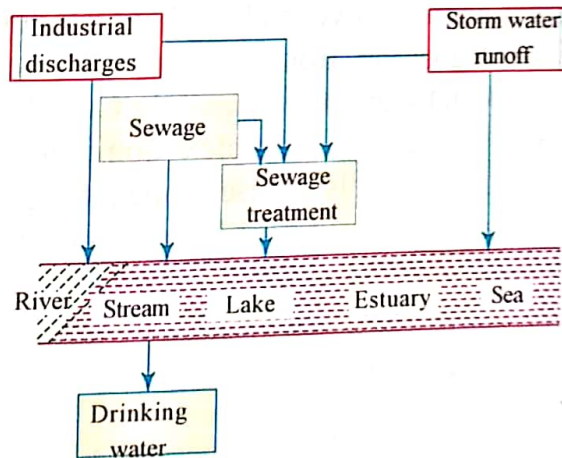 Industrial
discharges
Storm water
runoff
Sewage
Sewage
treatment
River
Stream
Lake
Estuary
Sea
Drinking
water